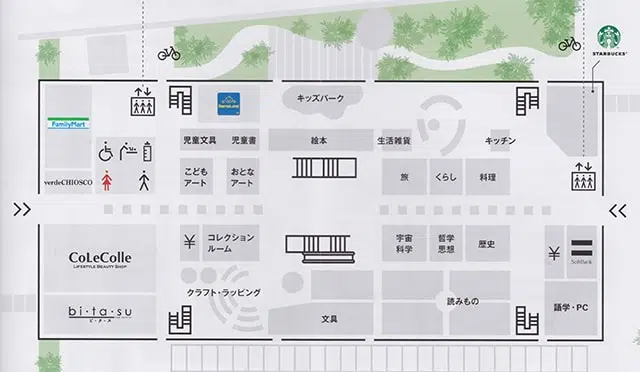 STARBUCKS
キッズパーク
FamilyMart
児童文具
児童書
絵本
生活雑貨
キッチン
こども
アート
おとな
アート
旅
くらし
料理
verdeCHIOSCO
¥
コレクション
ルーム
宇宙
科学
哲学
思想
歴史
¥
SoftBank
CoLeColle
LIFESTYLE BEAUTY SHOP
クラフト・ラッピング
読みもの
bi・ta・su
ビ・タ・ス
文具
語学・PC